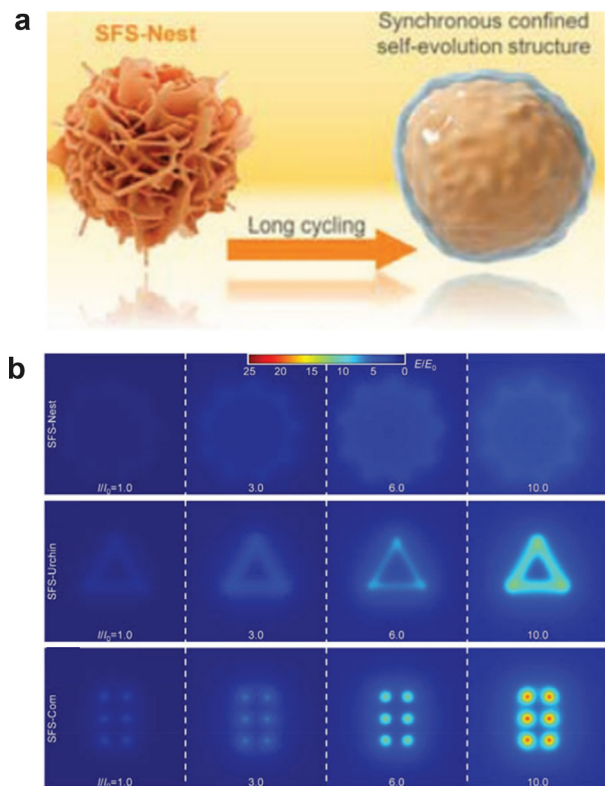 a
SFS-Nest
Synchronous confined
self-evolution structure
Long cycling
b
25 20 15 10 5 0
E/E0
SFS-Nest
I/I0=1.0 3.0 6.0 10.0
SFS-Urchin
I/I0=1.0 3.0 6.0 10.0
SFS-Com
I/I0=1.0 3.0 6.0 10.0